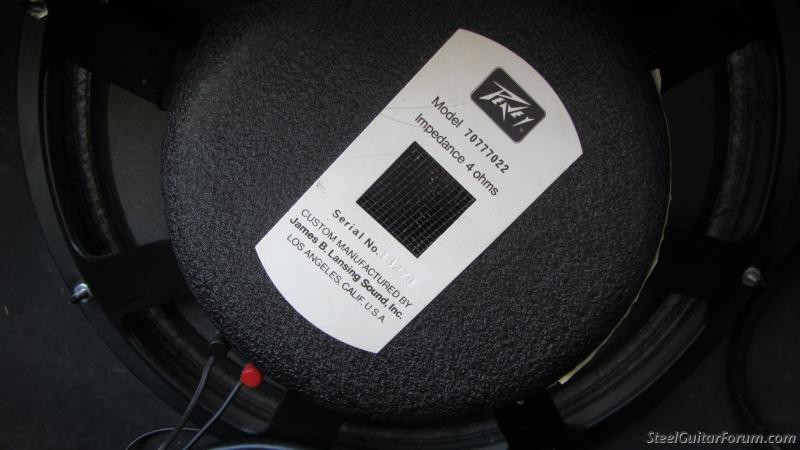 PEAVEY
Model 70777022
Impedance 4 ohms
Serial No. 13278
CUSTOM MANUFACTURED BY
James B. Lansing Sound, Inc.
LOS ANGELES, CALIF., U.S.A
SteelGuitarForum.com